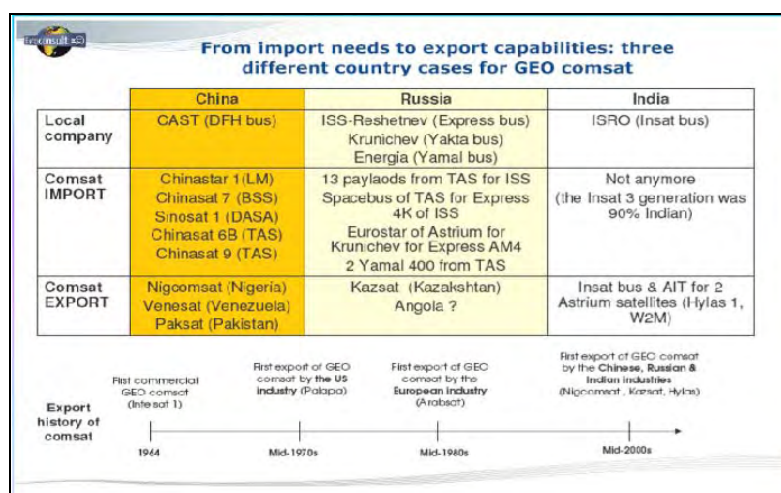 From import needs to export capabilities: three
different country cases for GEO comsat
China
Russia
India
Local
company
CAST (DFH bus)
ISS-Reshetnev (Express bus)
Krunichev (Yakta bus)
Energia (Yamal bus)
ISRO (Insat bus)
Comsat
IMPORT
Chinastar 1 (LM)
Chinasat 7 (BSS)
Sinosat 1 (DASA)
Chinasat 6B (TAS)
Chinasat 9 (TAS)
13 paylaods from TAS for ISS
Spacebus of TAS for Express
4K of ISS
Eurostar of Astrium for
Krunichev for Express AM4
2 Yamal 400 from TAS
Not anymore
(the Insat 3 generation was
90% Indian)
Comsat
EXPORT
Nigcomsat (Nigeria)
Venesat (Venezuela)
Paksat (Pakistan)
Kazsat (Kazakshtan)
Angola ?
Insat bus & AIT for 2
Astrium satellites (Hylas 1,
W2M)
Export
history of
comsat
First commercial
GEO comsat
(Intelsat 1)
First export of GEO
comsat by the US
industry (Palapa)
First export of GEO
comsat by the
European industry
(Arabsat)
First export of GEO comsat
by the Chinese, Russian &
Indian industries
(Nigcomsat, Kazsat, Hylas)
1964
Mid-1970s
Mid-1980s
Mid-2000s